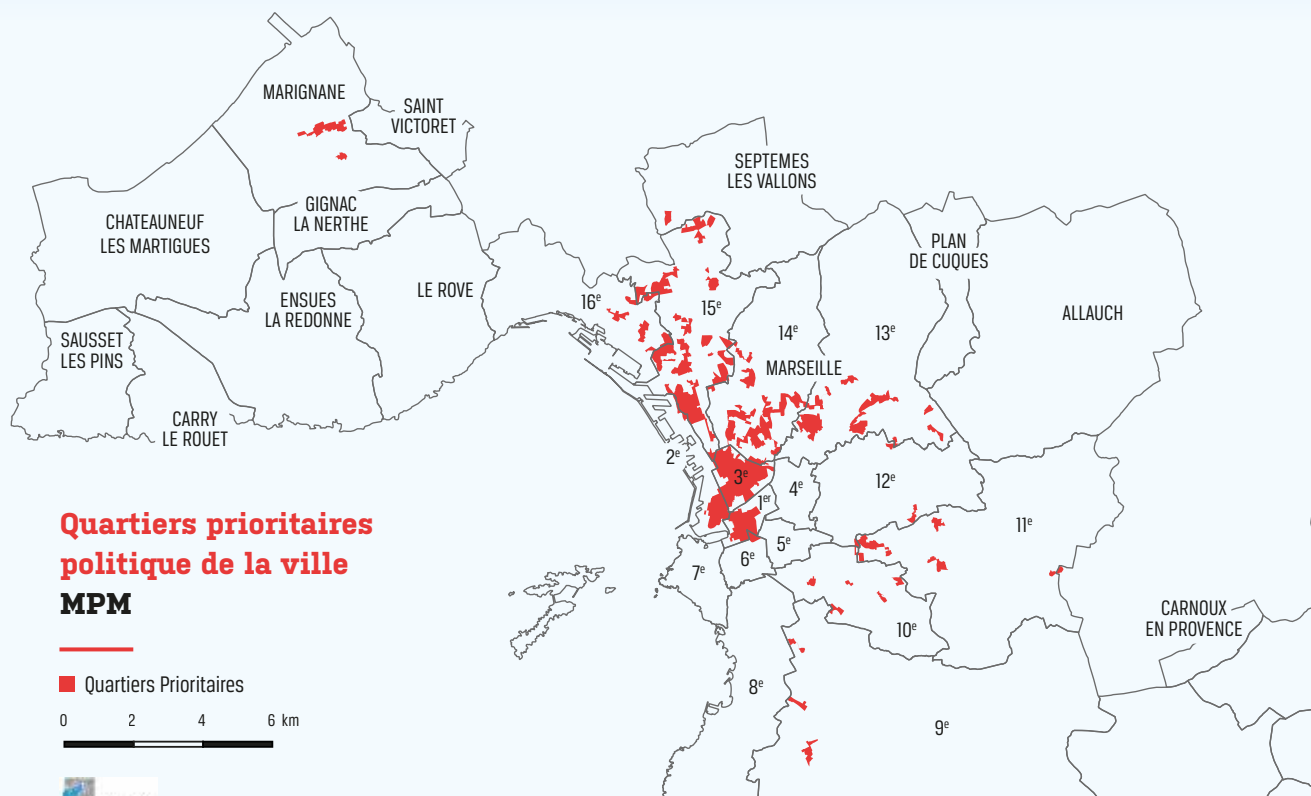 MARIGNANE
SAINT
VICTORET
SEPTEMES
LES VALLONS
GIGNAC
LA NERTHE
CHATEAUNEUF
LES MARTIGUES
PLAN
DE CUQUES
LE ROVE
ENSUES
LA REDONNE
16e
15e
14e
13e
ALLAUCH
SAUSSET
LES PINS
MARSEILLE
CARRY
LE ROUET
2e
3e
1er
4e
12e
11e
5e
6e
7e
10e
8e
9e
CARNOUX
EN PROVENCE
Quartiers prioritaires
politique de la ville
MPM
Quartiers Prioritaires
0 2 4 6 km